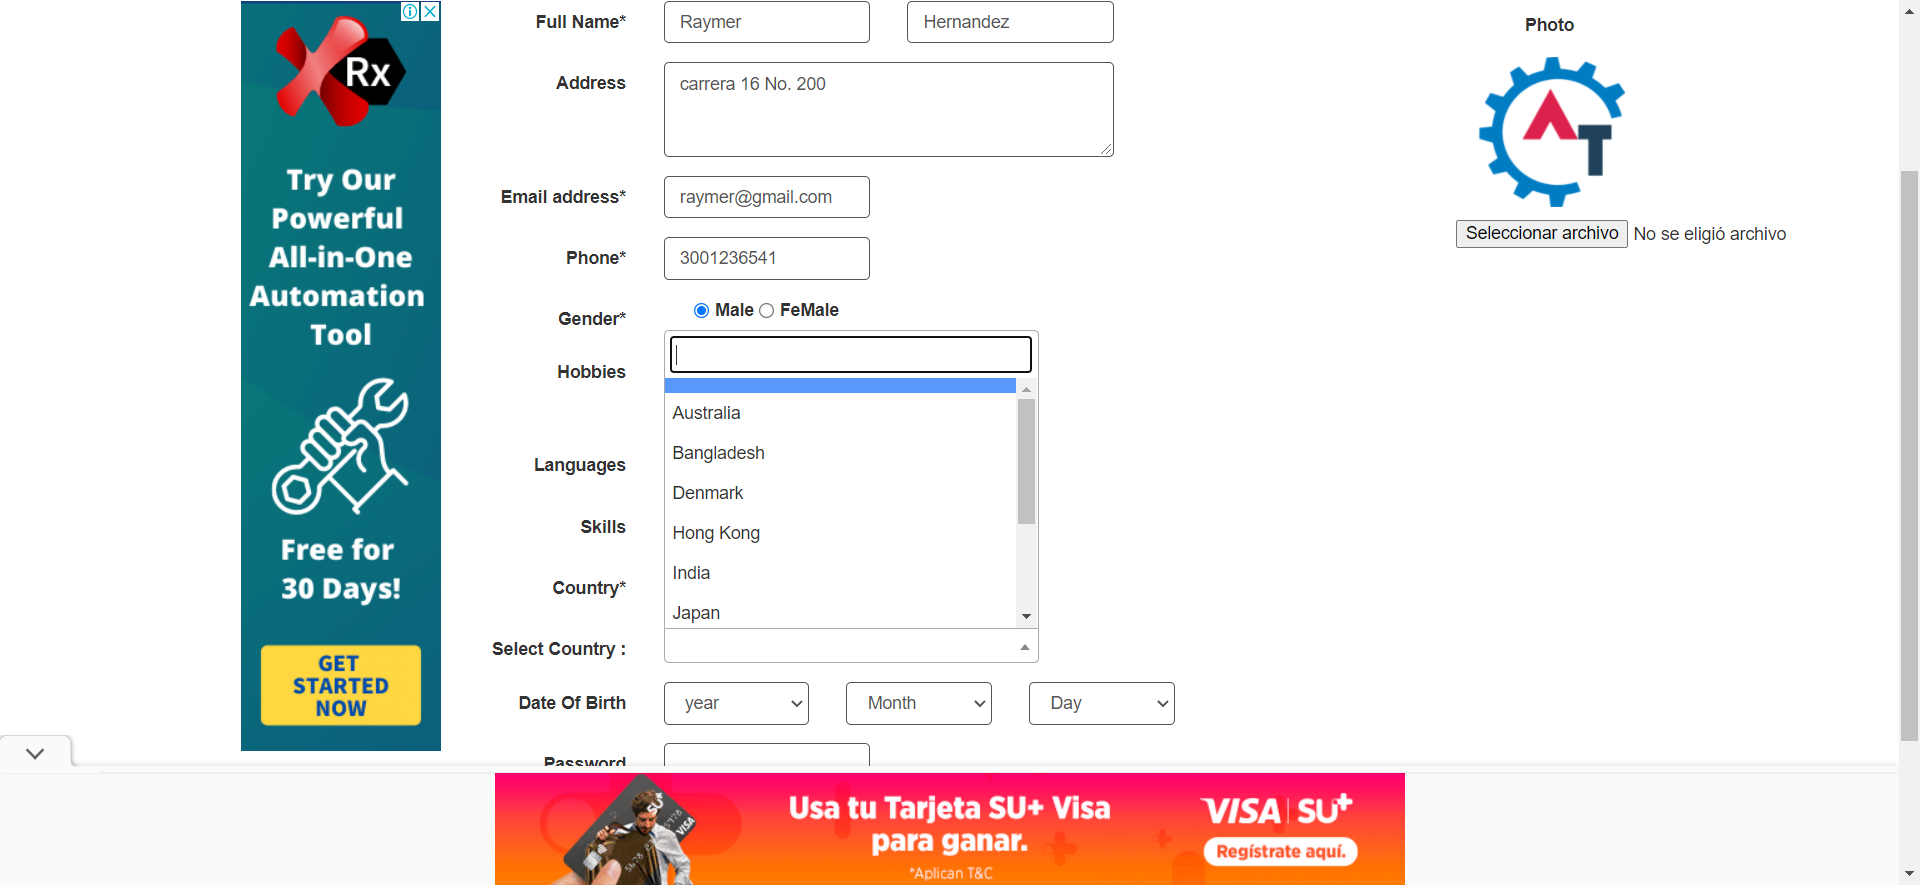 Rx
Try Our
Powerful
All-in-One
Automation
Tool
Free for
30 Days!
GET
STARTED
NOW
Full Name* Raymer Hernandez
Address carrera 16 No. 200
Email address* raymer@gmail.com
Phone* 3001236541
Gender* Male FeMale
Hobbies
Australia
Bangladesh
Languages
Denmark
Skills
Hong Kong
India
Country*
Japan
Select Country :
Date Of Birth year Month Day
Password
Photo
AT
Seleccionar archivo No se eligió archivo
SU+
VISA
Usa tu Tarjeta SU+ Visa
para ganar.
*Aplican T&C
VISA | SU+
Regístrate aquí.